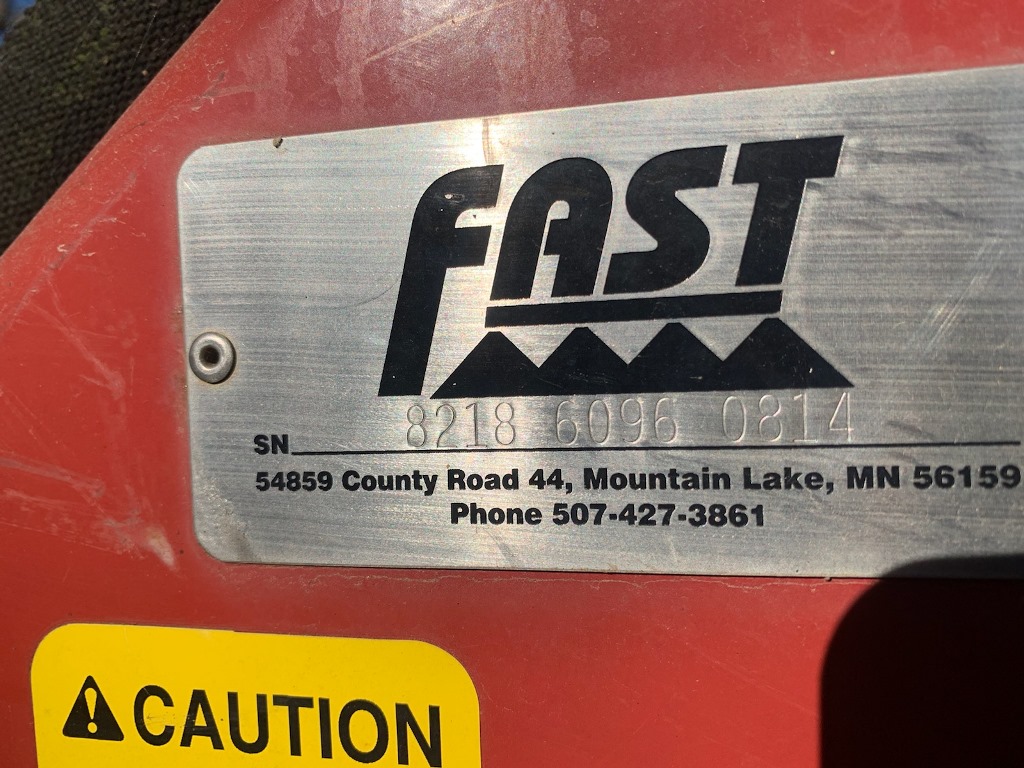 FAST
SN 8218 6096 0814
54859 County Road 44, Mountain Lake, MN 56159
Phone 507-427-3861
CAUTION